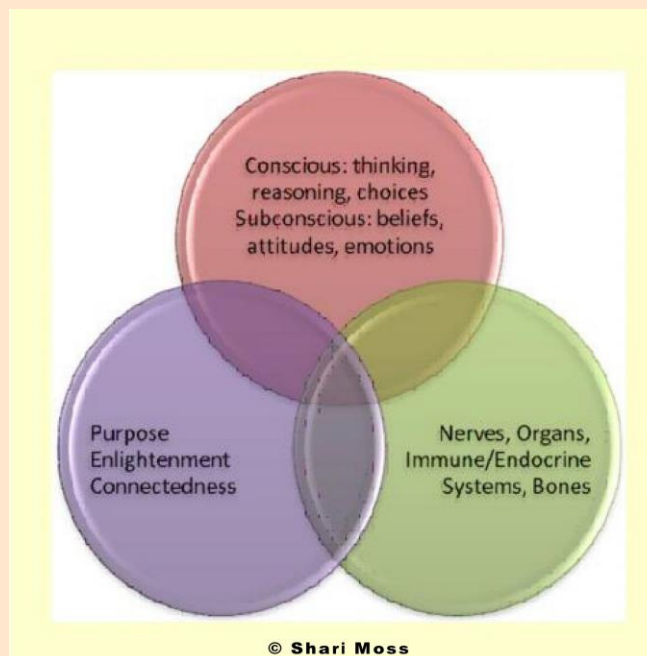 Conscious: thinking,
reasoning, choices
Subconscious: beliefs,
attitudes, emotions
Purpose
Enlightenment
Connectedness
Nerves, Organs,
Immune/Endocrine
Systems, Bones
© Shari Moss